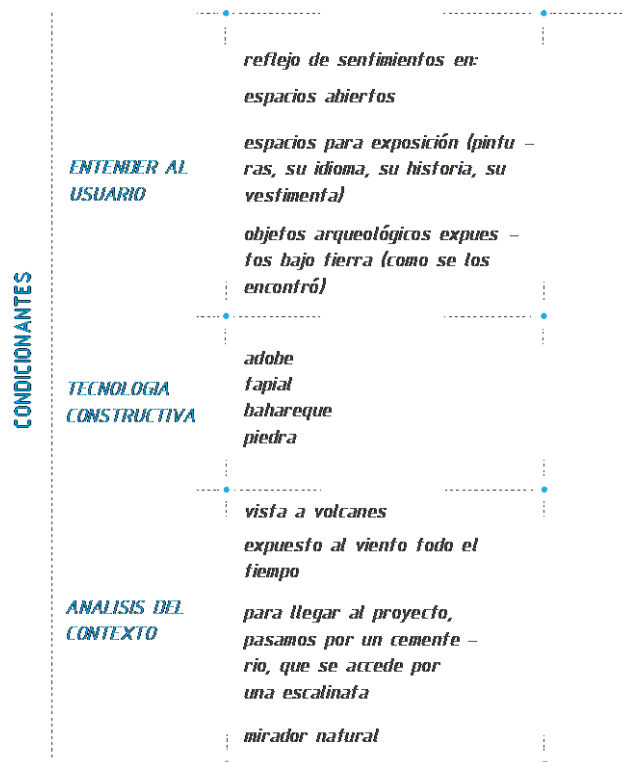 CONDICIONANTES
ENTENDER AL
USUARIO
reflejo de sentimientos en:
espacios abiertos
espacios para exposición (pintu -
ras, su idioma, su historia, su
vestimenta)
objetos arqueológicos expues -
tos bajo tierra (como se los
encontró)
TECNOLOGIA
CONSTRUCTIVA
adobe
tapial
bahareque
piedra
ANALISIS DEL
CONTEXTO
vista a volcanes
expuesto al viento todo el
tiempo
para llegar al proyecto,
pasamos por un cemente -
rio, que se accede por
una escalinata
mirador natural